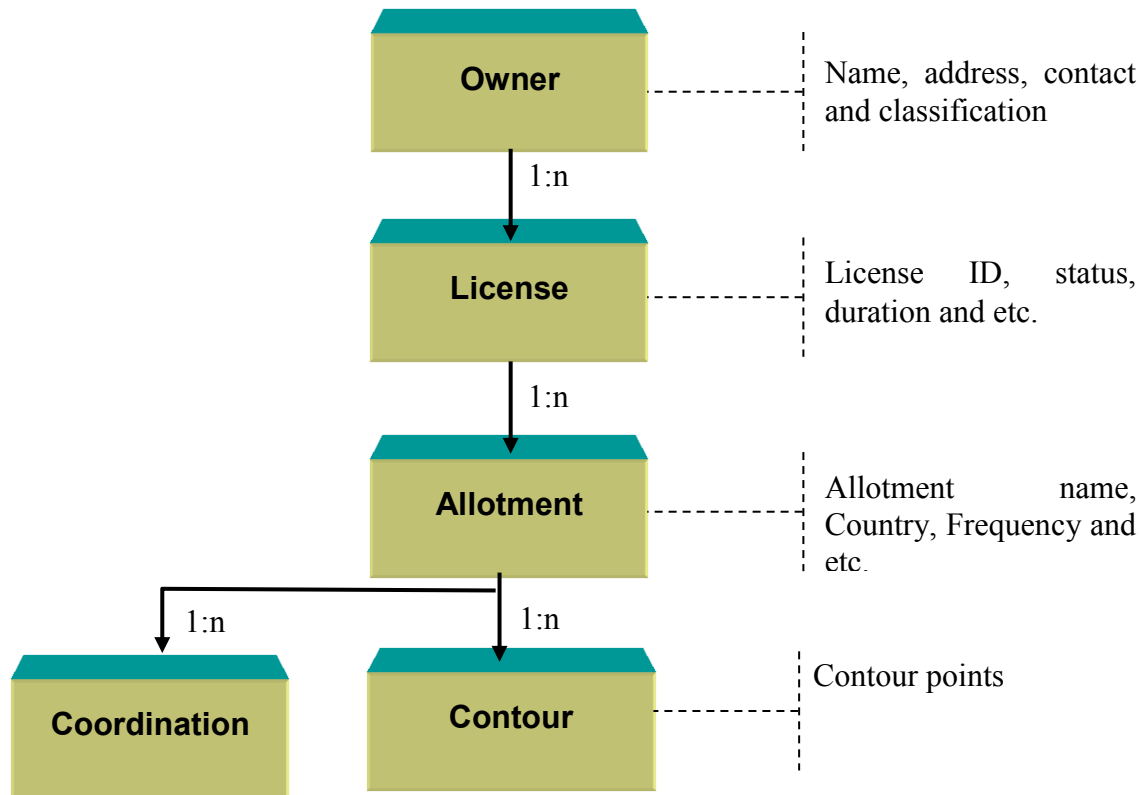 Owner
Name, address, contact
and classification
1:n
License
License ID, status,
duration and etc.
1:n
Allotment
Allotment name,
Country, Frequency and
etc.
1:n
1:n
Coordination
Contour
Contour points